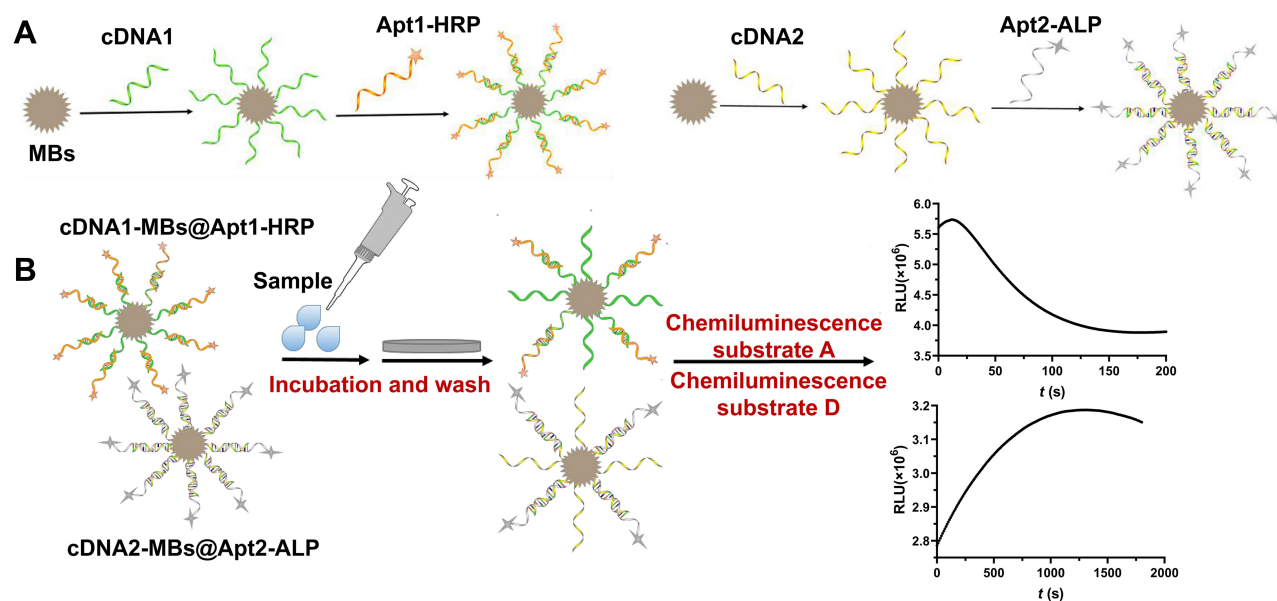 A
cDNA1
Apt1-HRP
cDNA2
Apt2-ALP
MBs
B
cDNA1-MBs@Apt1-HRP
Sample
Incubation and wash
cDNA2-MBs@Apt2-ALP
Chemiluminescence
substrate A
Chemiluminescence
substrate D
RLU(×10⁶)
6.0
5.5
5.0
4.5
4.0
3.5
0 50 100 150 200
t (s)
RLU(×10⁶)
3.2
3.1
3.0
2.9
2.8
0 500 1000 1500 2000
t (s)